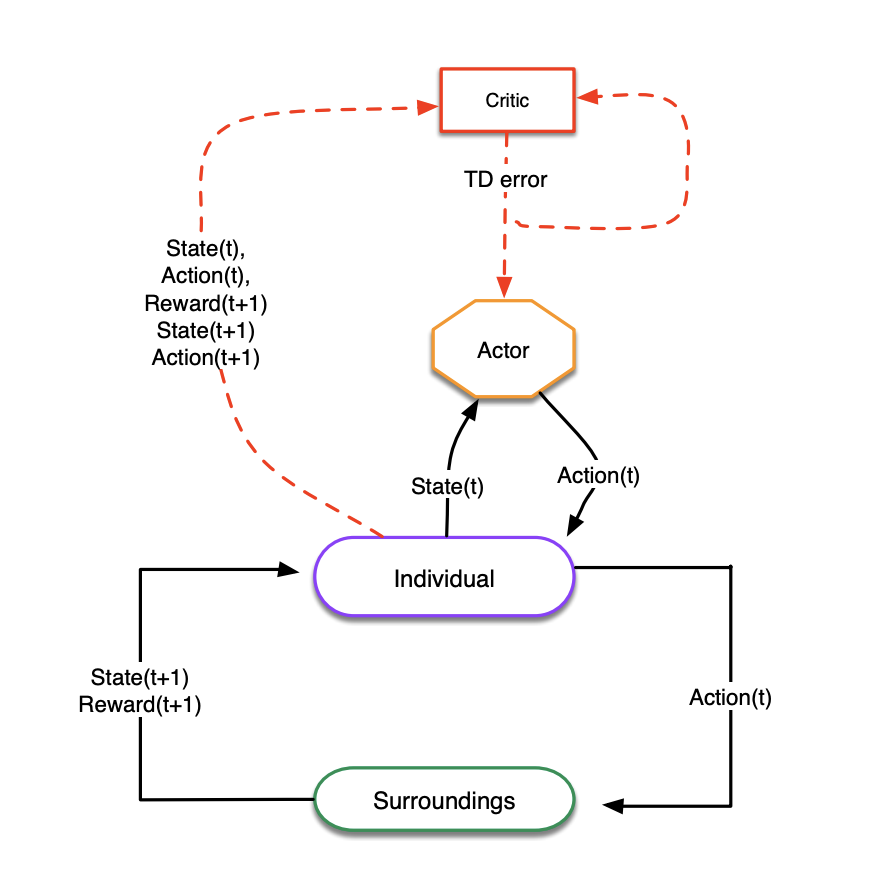 Critic
TD error
State(t),
Action(t),
Reward(t+1)
State(t+1)
Action(t+1)
Actor
State(t)
Action(t)
Individual
State(t+1)
Reward(t+1)
Action(t)
Surroundings